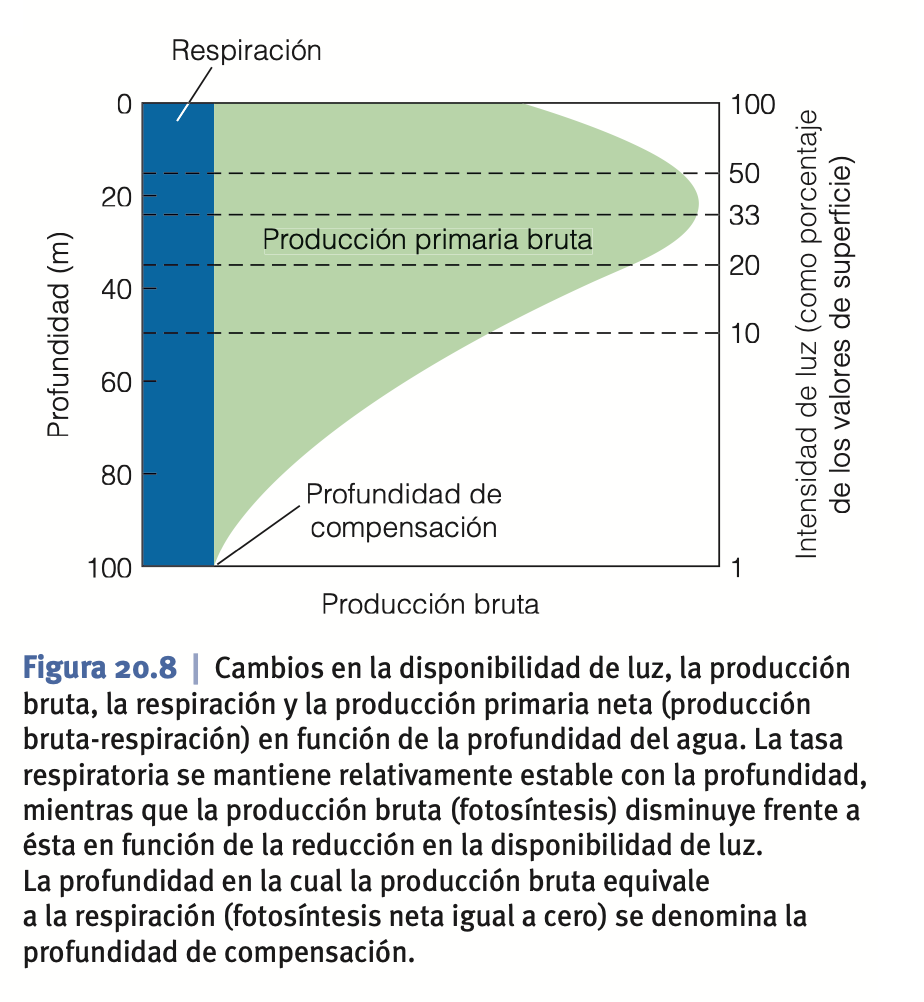 Respiración
0
20
40
60
80
100
Profundidad (m)
Producción primaria bruta
Profundidad de
compensación
100
50
33
20
10
1
Intensidad de luz (como porcentaje
de los valores de superficie)
Producción bruta
Figura 20.8 | Cambios en la disponibilidad de luz, la producción
bruta, la respiración y la producción primaria neta (producción
bruta-respiración) en función de la profundidad del agua. La tasa
respiratoria se mantiene relativamente estable con la profundidad,
mientras que la producción bruta (fotosíntesis) disminuye frente a
ésta en función de la reducción en la disponibilidad de luz.
La profundidad en la cual la producción bruta equivale
a la respiración (fotosíntesis neta igual a cero) se denomina la
profundidad de compensación.